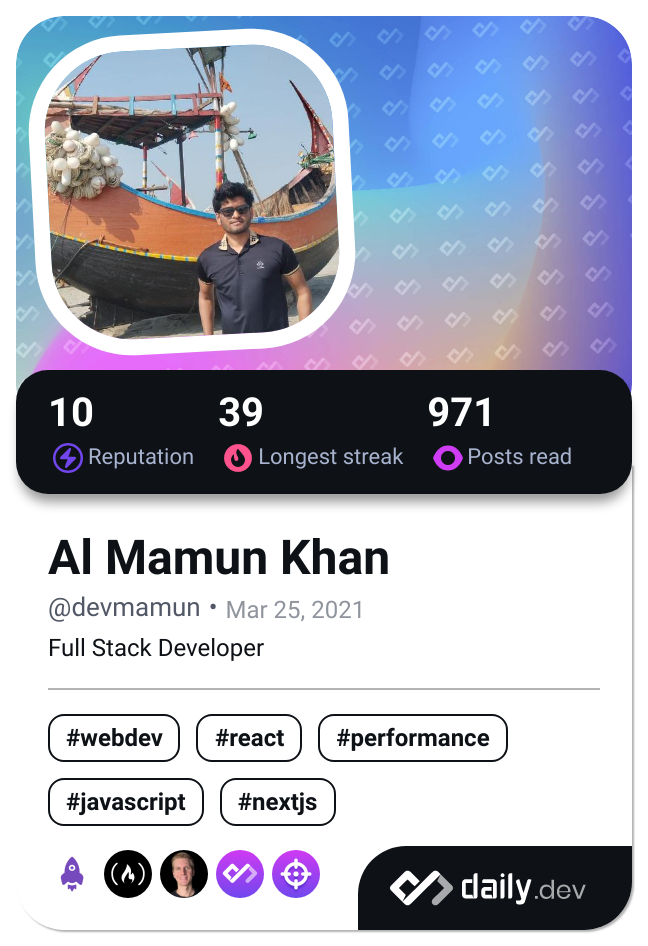 10 39 971
Reputation Longest streak Posts read
Al Mamun Khan
@devmamun • Mar 25, 2021
Full Stack Developer
#webdev #react #performance
#javascript #nextjs
daily.dev